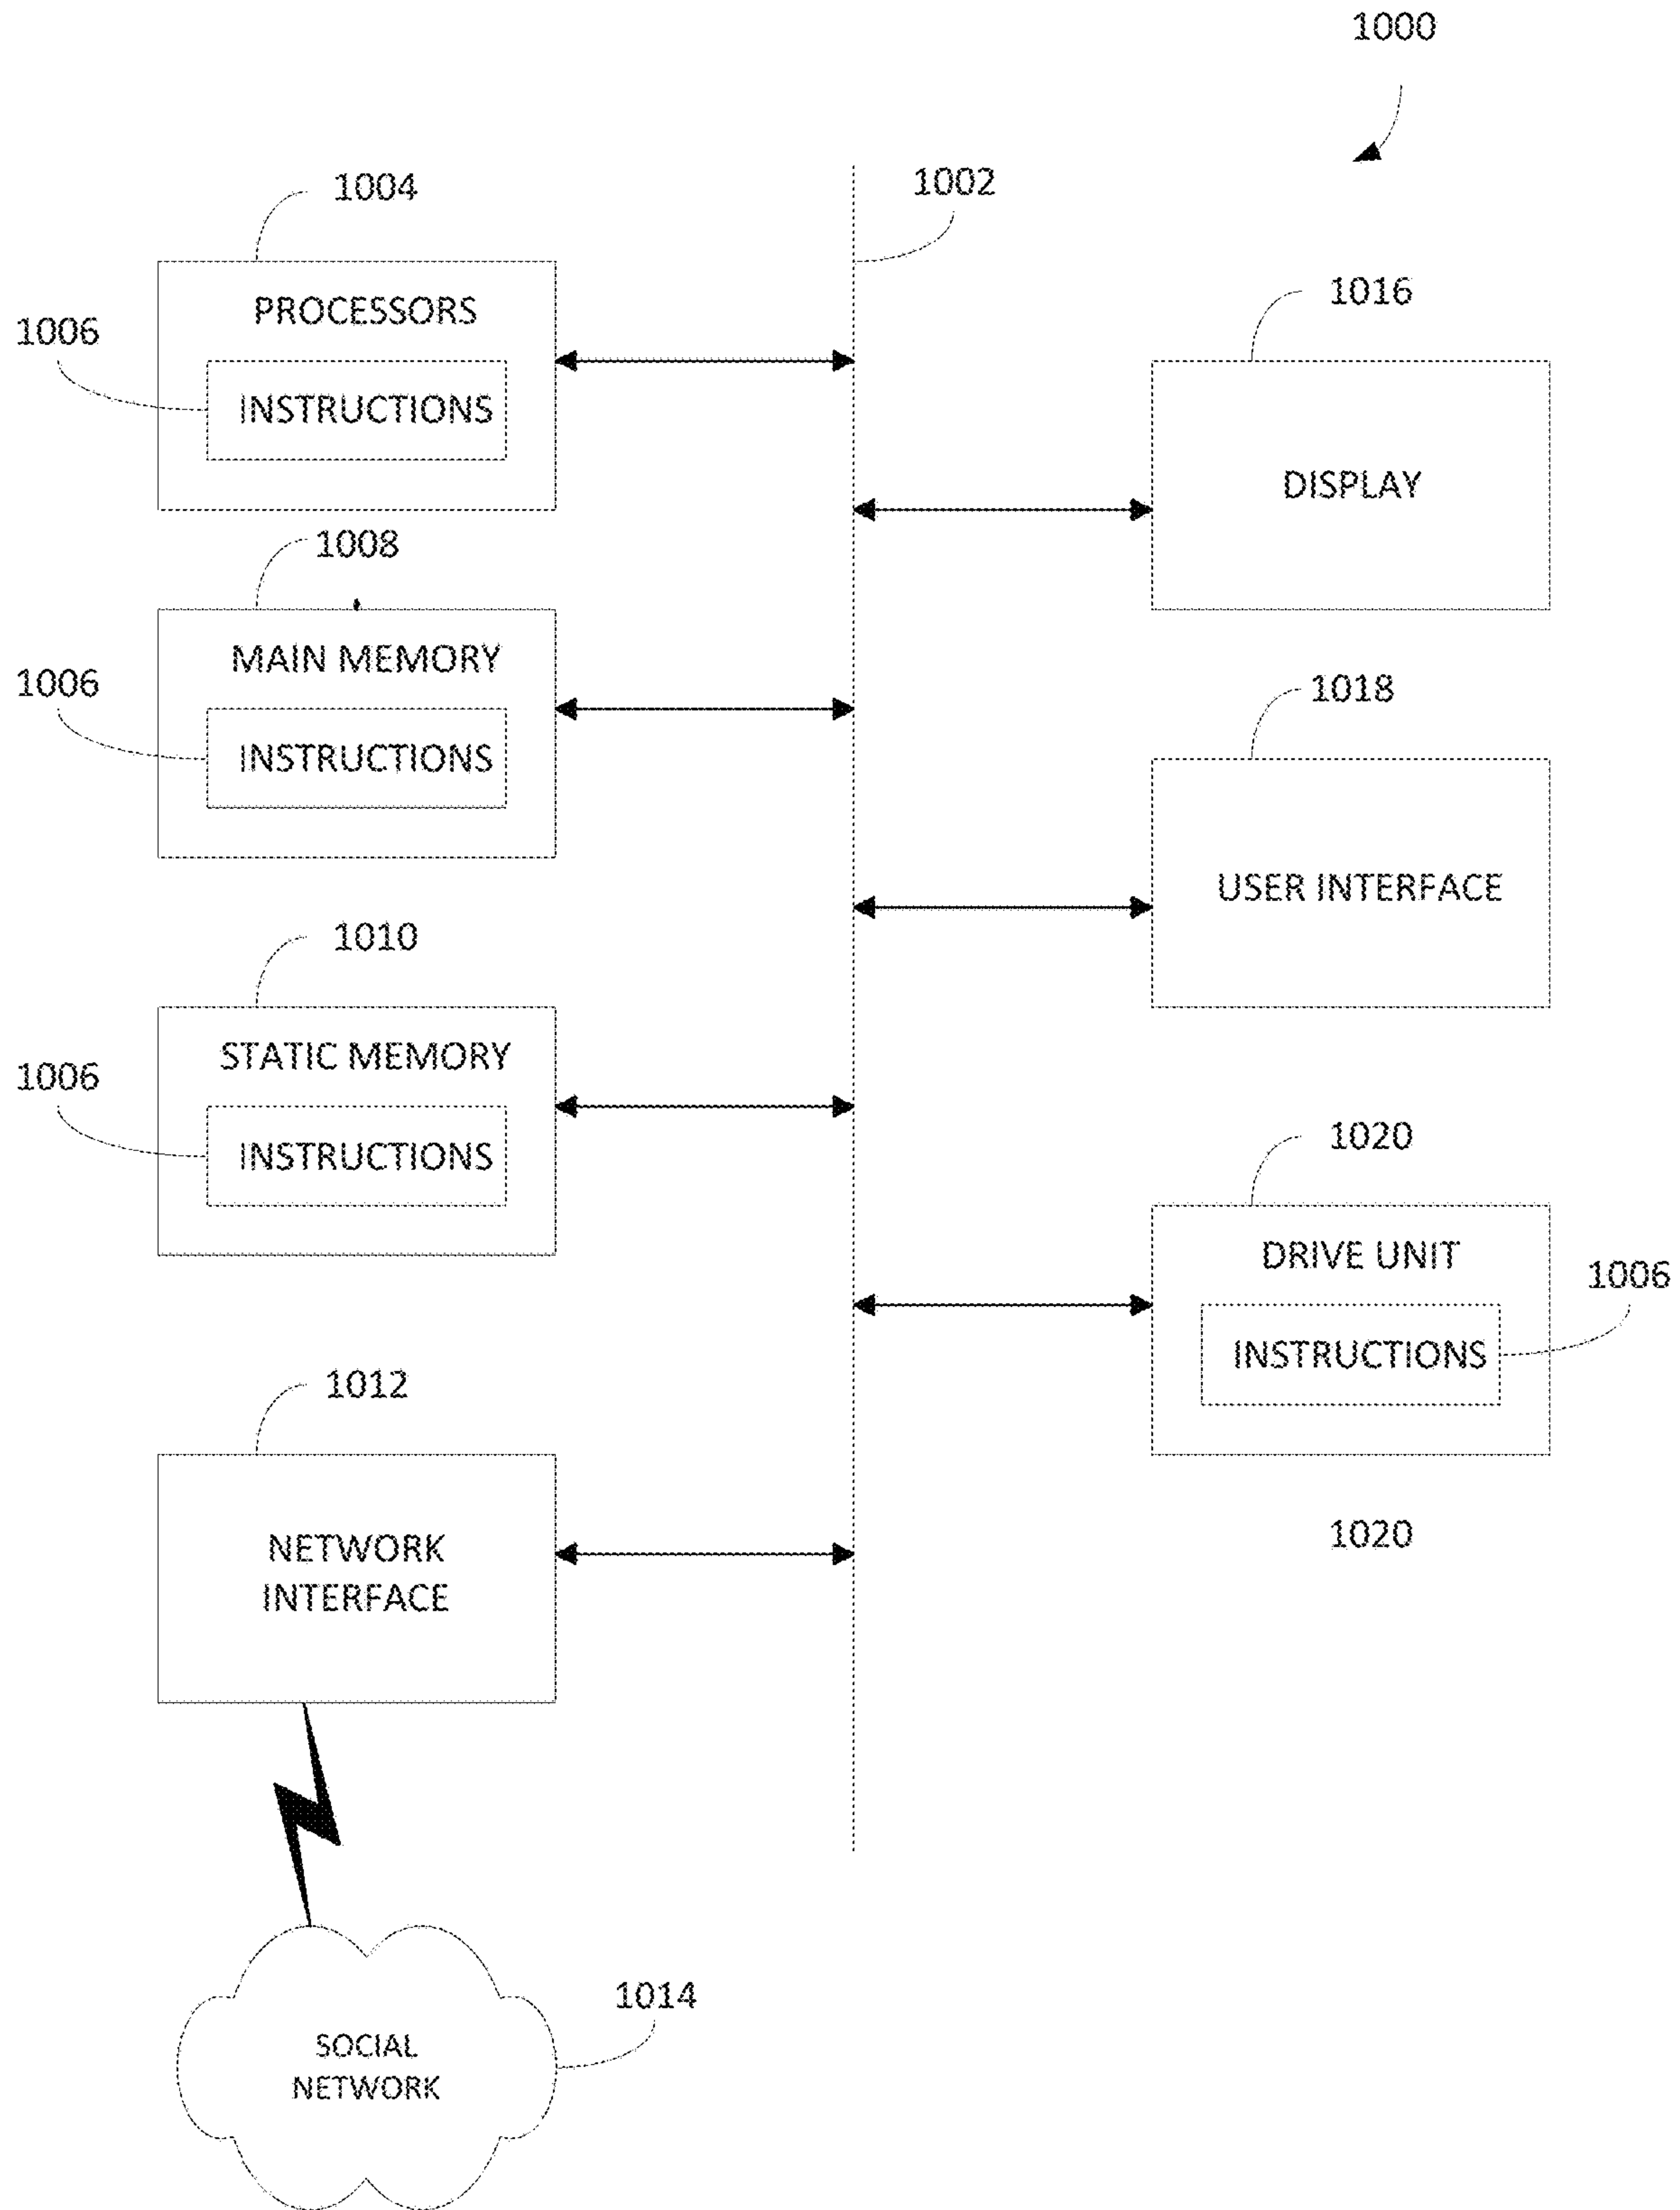 1000
1004
1002
PROCESSORS
1016
1006
INSTRUCTIONS
DISPLAY
1008
MAIN MEMORY
1006
1018
INSTRUCTIONS
USER INTERFACE
1010
STATIC MEMORY
1006
INSTRUCTIONS
1020
DRIVE UNIT
1006
INSTRUCTIONS
1012
1020
NETWORK
INTERFACE
1014
SOCIAL
NETWORK